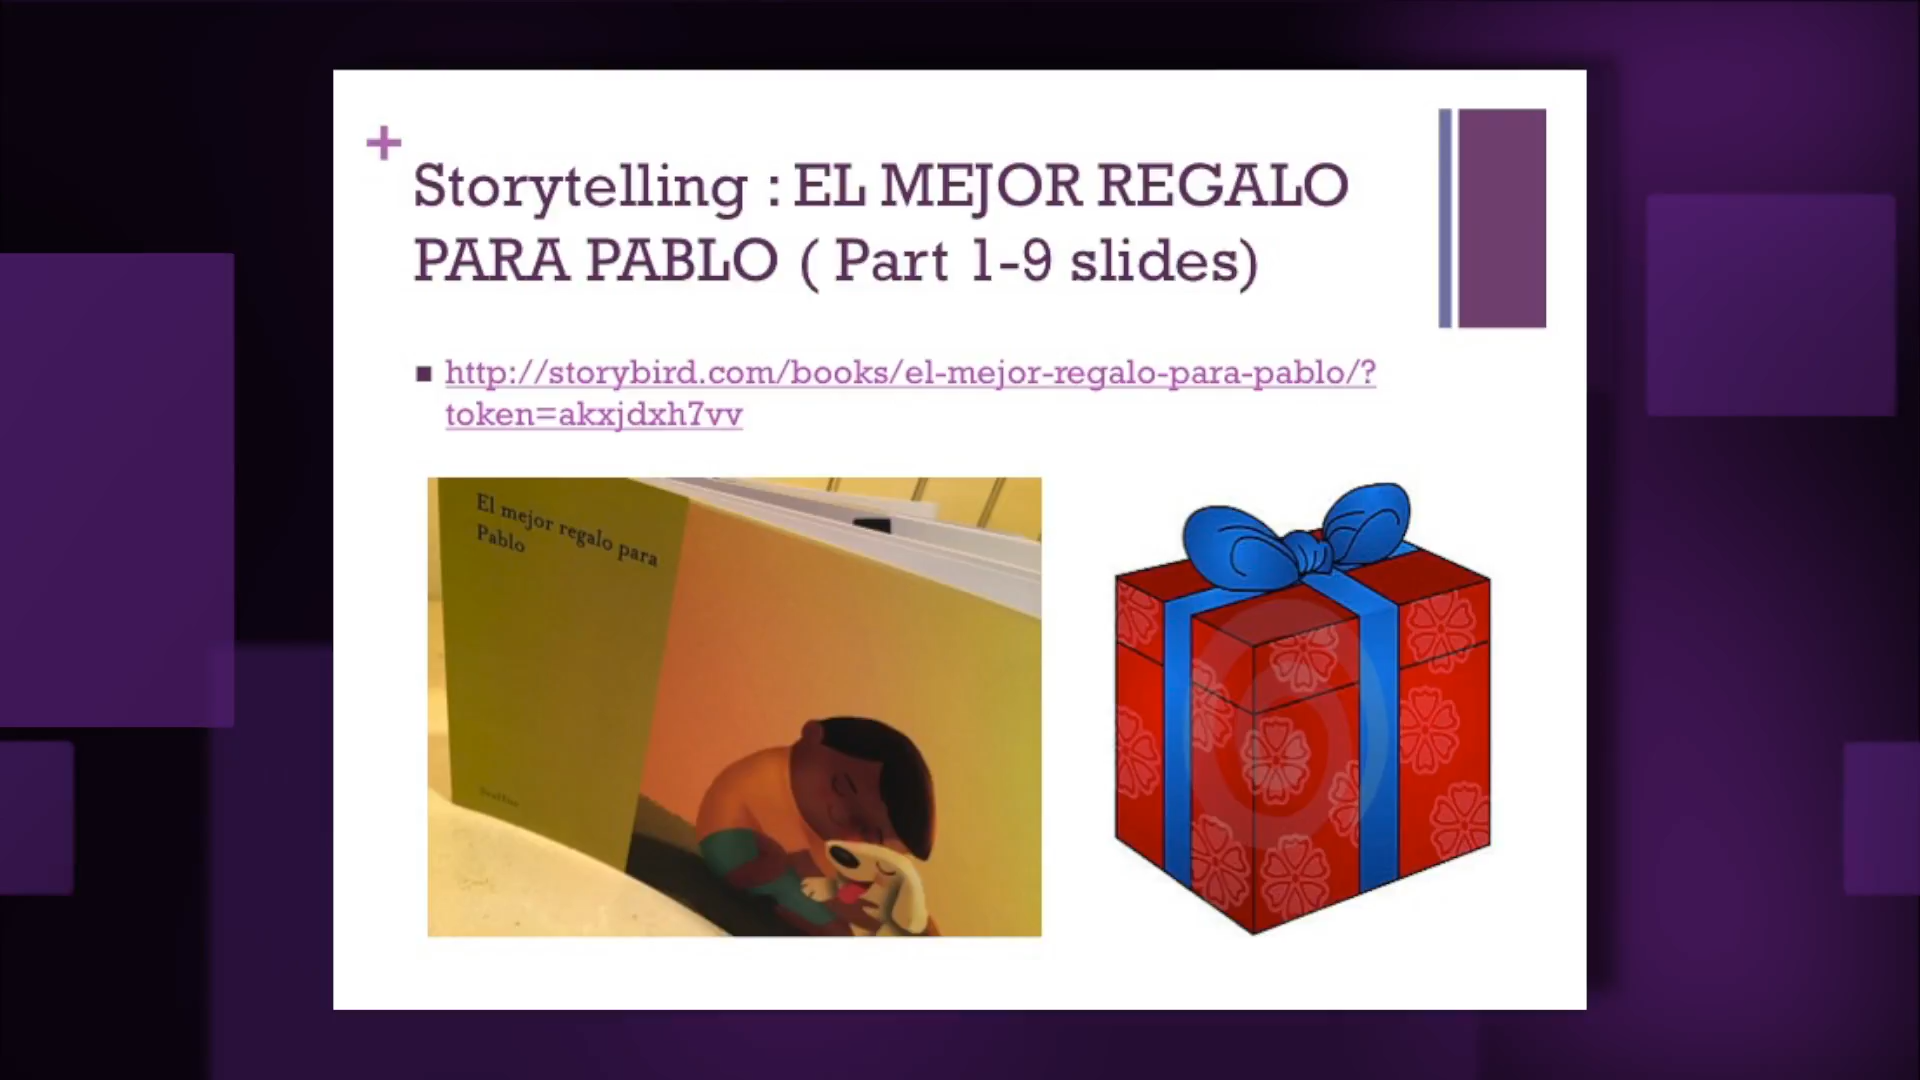 +
Storytelling : EL MEJOR REGALO
PARA PABLO ( Part 1-9 slides)
http://storybird.com/books/el-mejor-regalo-para-pablo/?
token=akxjdxh7vv
El mejor regalo para
Pablo